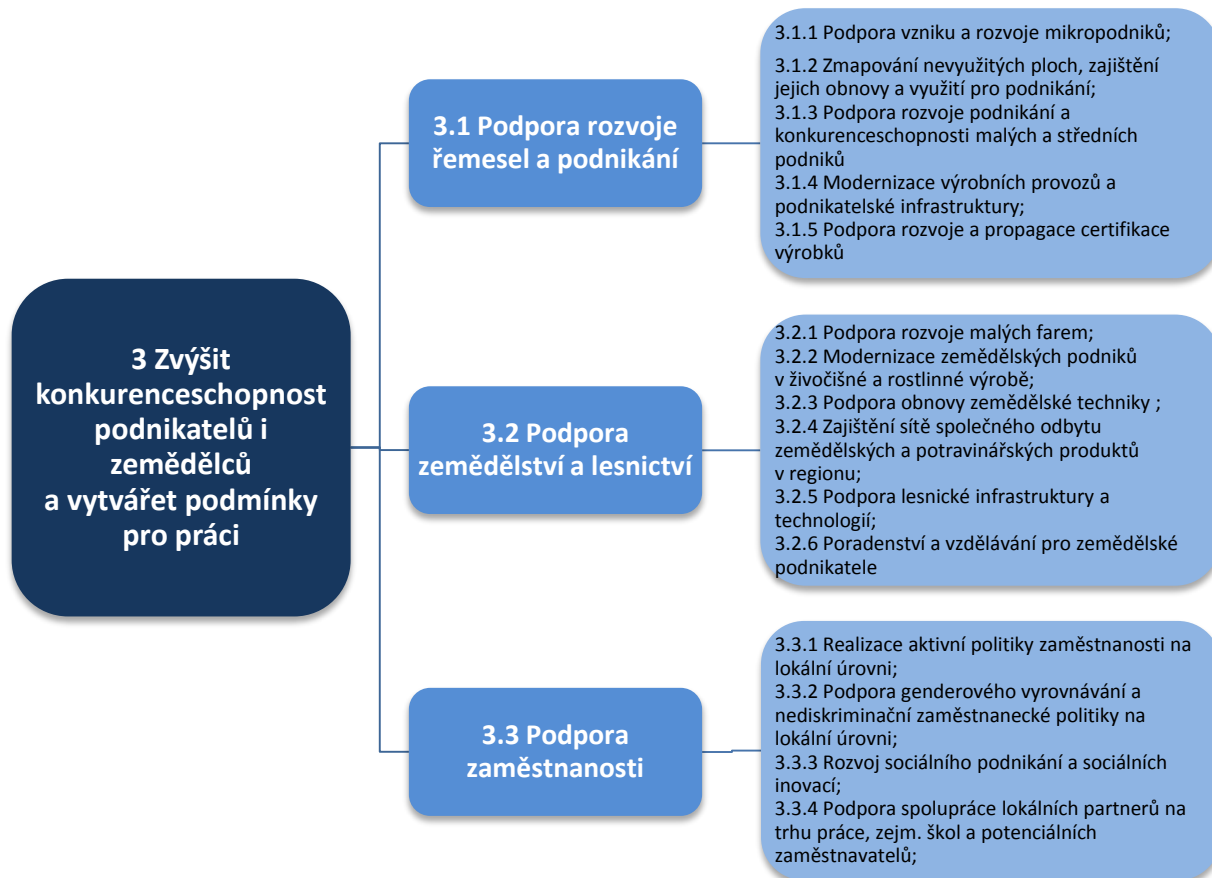 3 Zvýšit
konkurenceschopnost
podnikatelů i
zemědělců
a vytvářet podmínky
pro práci
3.1 Podpora rozvoje
řemesel a podnikání
3.1.1 Podpora vzniku a rozvoje mikropodniků;
3.1.2 Zmapování nevyužitých ploch, zajištění
jejich obnovy a využití pro podnikání;
3.1.3 Podpora rozvoje podnikání a
konkurenceschopnosti malých a středních
podniků
3.1.4 Modernizace výrobních provozů a
podnikatelské infrastruktury;
3.1.5 Podpora rozvoje a propagace certifikace
výrobků
3.2 Podpora
zemědělství a lesnictví
3.2.1 Podpora rozvoje malých farem;
3.2.2 Modernizace zemědělských podniků
v živočišné a rostlinné výrobě;
3.2.3 Podpora obnovy zemědělské techniky ;
3.2.4 Zajištění sítě společného odbytu
zemědělských a potravinářských produktů
v regionu;
3.2.5 Podpora lesnické infrastruktury a
technologií;
3.2.6 Poradenství a vzdělávání pro zemědělské
podnikatele
3.3 Podpora
zaměstnanosti
3.3.1 Realizace aktivní politiky zaměstnanosti na
lokální úrovni;
3.3.2 Podpora genderového vyrovnávání a
nediskriminační zaměstnanecké politiky na
lokální úrovni;
3.3.3 Rozvoj sociálního podnikání a sociálních
inovací;
3.3.4 Podpora spolupráce lokálních partnerů na
trhu práce, zejm. škol a potenciálních
zaměstnavatelů;